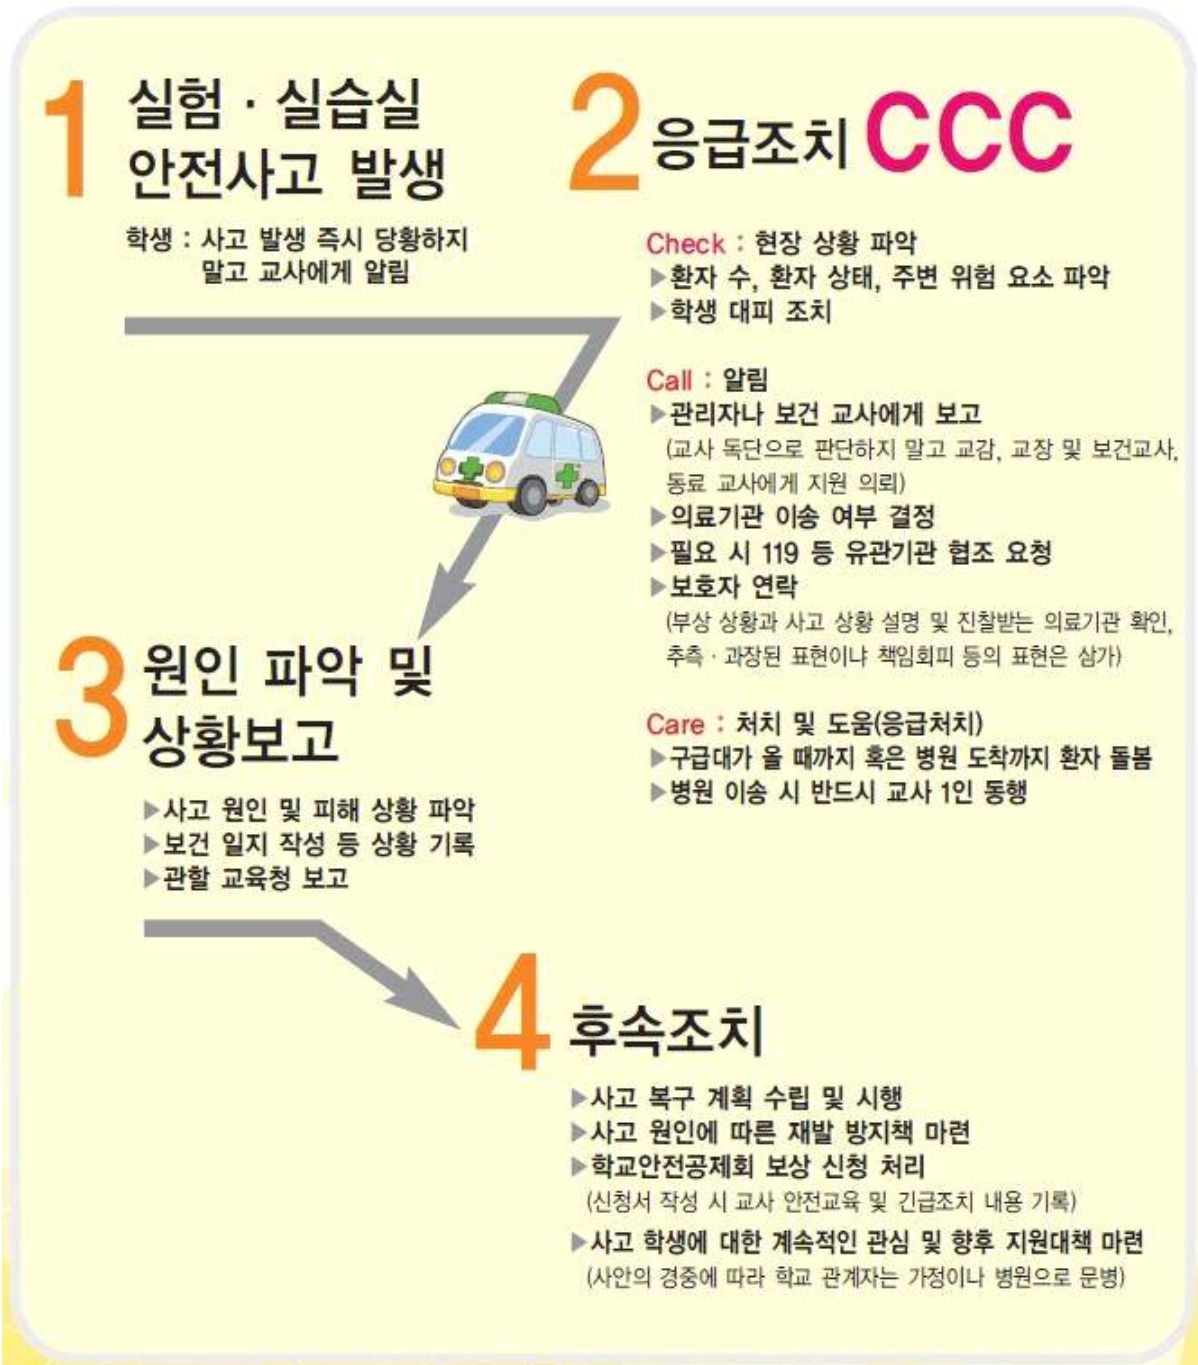 1 실험 · 실습실
안전사고 발생
학생 : 사고 발생 즉시 당황하지
말고 교사에게 알림
2 응급조치 CCC
Check : 현장 상황 파악
▶환자 수, 환자 상태, 주변 위험 요소 파악
▶학생 대피 조치
Call : 알림
▶관리자나 보건 교사에게 보고
(교사 독단으로 판단하지 말고 교감, 교장 및 보건교사,
동료 교사에게 지원 의뢰)
▶의료기관 이송 여부 결정
▶필요 시 119 등 유관기관 협조 요청
▶보호자 연락
(부상 상황과 사고 상황 설명 및 진찰받는 의료기관 확인,
추측 · 과장된 표현이냐 책임회피 등의 표현은 삼가)
Care : 처치 및 도움(응급처치)
▶구급대가 올 때까지 혹은 병원 도착까지 환자 돌봄
▶병원 이송 시 반드시 교사 1인 동행
3 원인 파악 및
상황보고
▶사고 원인 및 피해 상황 파악
▶보건 일지 작성 등 상황 기록
▶관할 교육청 보고
4 후속조치
▶사고 복구 계획 수립 및 시행
▶사고 원인에 따른 재발 방지책 마련
▶학교안전공제회 보상 신청 처리
(신청서 작성 시 교사 안전교육 및 긴급조치 내용 기록)
▶사고 학생에 대한 계속적인 관심 및 향후 지원대책 마련
(사안의 경중에 따라 학교 관계자는 가정이나 병원으로 문병)